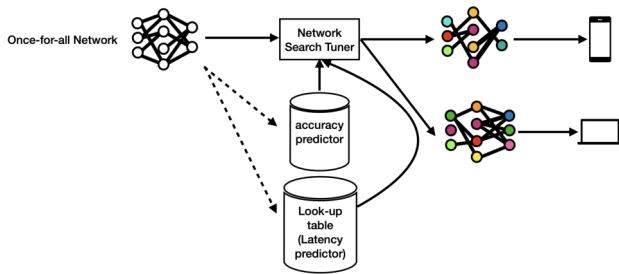 Once-for-all Network
Network
Search Tuner
accuracy
predictor
Look-up
table
(Latency
predictor)